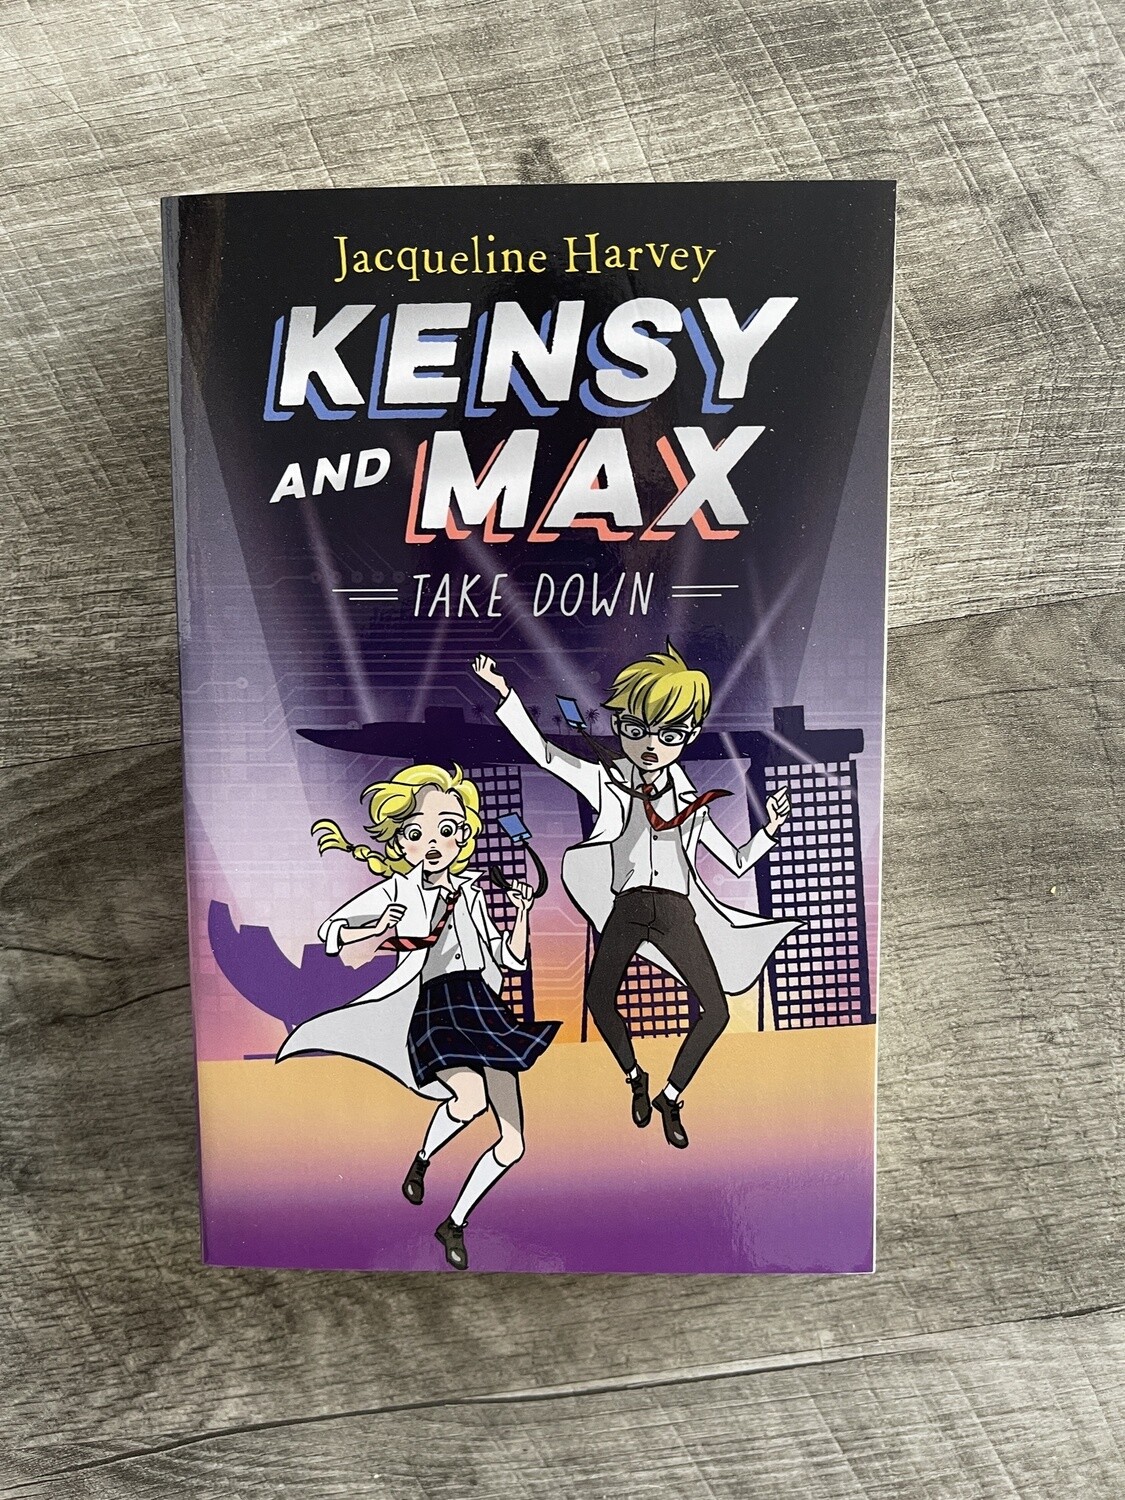 Jacqueline Harvey
KENSY
AND MAX
TAKE DOWN